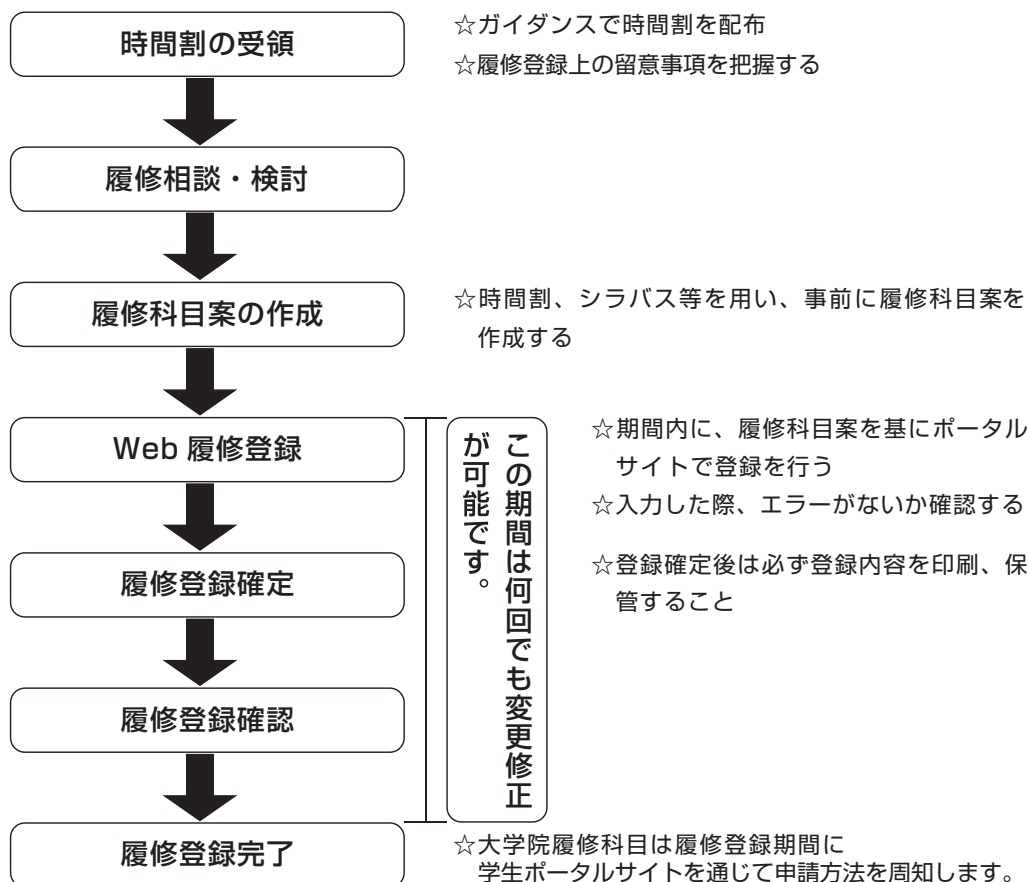 時間割の受領
☆ガイダンスで時間割を配布
☆履修登録上の留意事項を把握する
履修相談・検討
履修科目案の作成
☆時間割、シラバス等を用い、事前に履修科目案を
作成する
Web 履修登録
この期間は何回でも変更修正
が可能です。
☆期間内に、履修科目案を基にポータル
サイトで登録を行う
☆入力した際、エラーがないか確認する
履修登録確定
☆登録確定後は必ず登録内容を印刷、保
管すること
履修登録確認
履修登録完了
☆大学院履修科目は履修登録期間に
学生ポータルサイトを通じて申請方法を周知します。